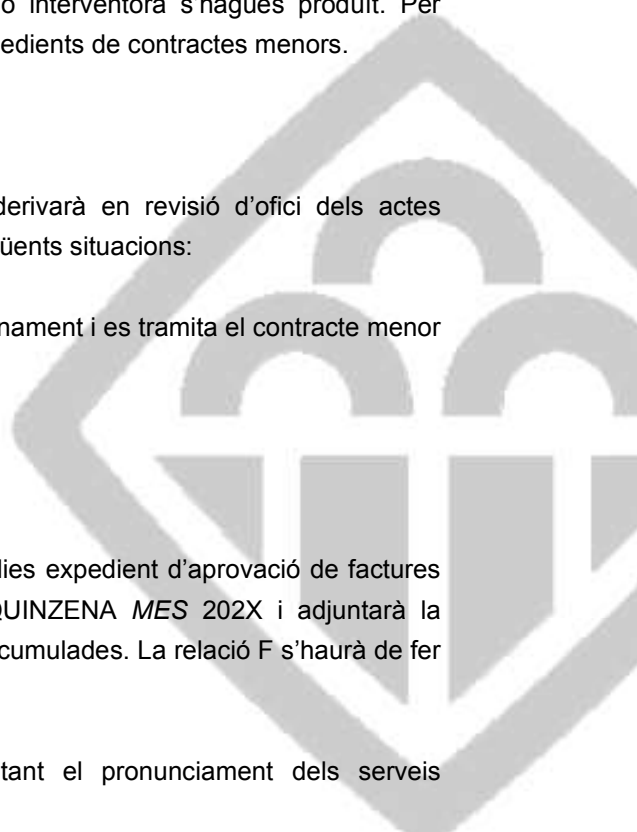 ó interventora s'hagués produït. Per
edients de contractes menors.
derivarà en revisió d'ofici dels actes
üents situacions:
nament i es tramita el contracte menor
dies expedient d'aprovació de factures
QUINZENA MES 202X i adjuntarà la
cumulades. La relació F s'haurà de fer
tant el pronunciament dels serveis